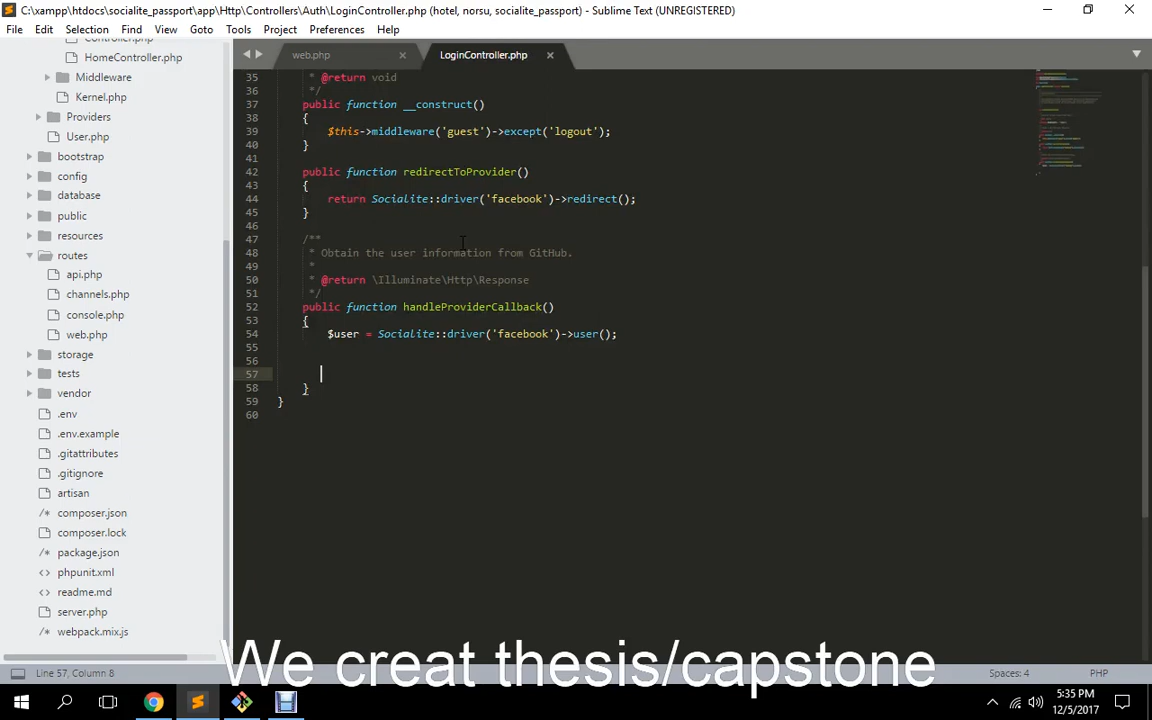 C:\xampp\htdocs\socialite_passport\app\Http\Controllers\Auth\LoginController.php (hotel, norsu, socialite_passport) - Sublime Text (UNREGISTERED)
File Edit Selection Find View Goto Tools Project Preferences Help
Controller.php
HomeController.php
Middleware
Kernel.php
Providers
User.php
bootstrap
config
database
public
resources
routes
api.php
channels.php
console.php
web.php
storage
tests
vendor
.env
.env.example
.gitattributes
.gitignore
artisan
/* composer.json
composer.lock
/* package.json
<> phpunit.xml
<> readme.md
server.php
/* webpack.mix.js
web.php
LoginController.php
35 * @return void
36 */
37 public function __construct()
38 {
39 $this->middleware('guest')->except('logout');
40 }
41
42 public function redirectToProvider()
43 {
44 return Socialite::driver('facebook')->redirect();
45 }
46
47 /**
48 * Obtain the user information from GitHub.
49 *
50 * @return \Illuminate\Http\Response
51 */
52 public function handleProviderCallback()
53 {
54 $user = Socialite::driver('facebook')->user();
55
56
57
58 }
59 }
60
We creat thesis/capstone
Line 57, Column 8
Spaces: 4
PHP
5:35 PM
12/5/2017